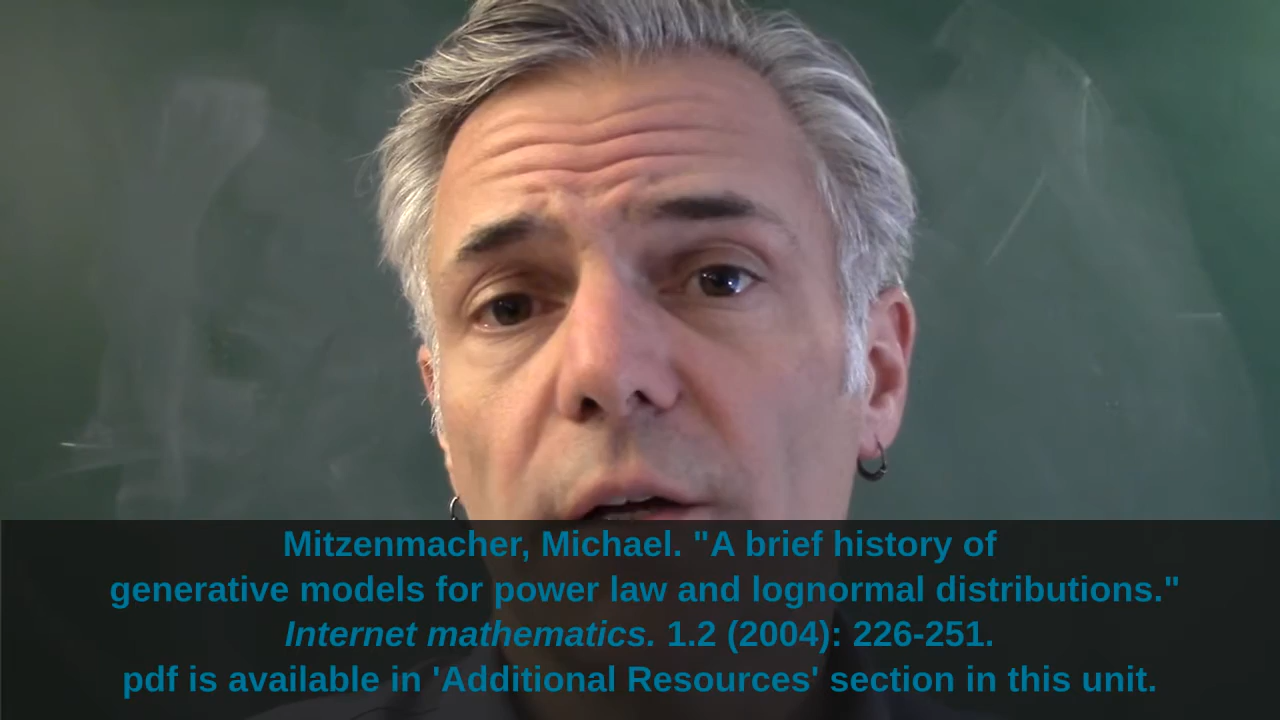 Mitzenmacher, Michael. "A brief history of
generative models for power law and lognormal distributions."
Internet mathematics. 1.2 (2004): 226-251.
pdf is available in 'Additional Resources' section in this unit.